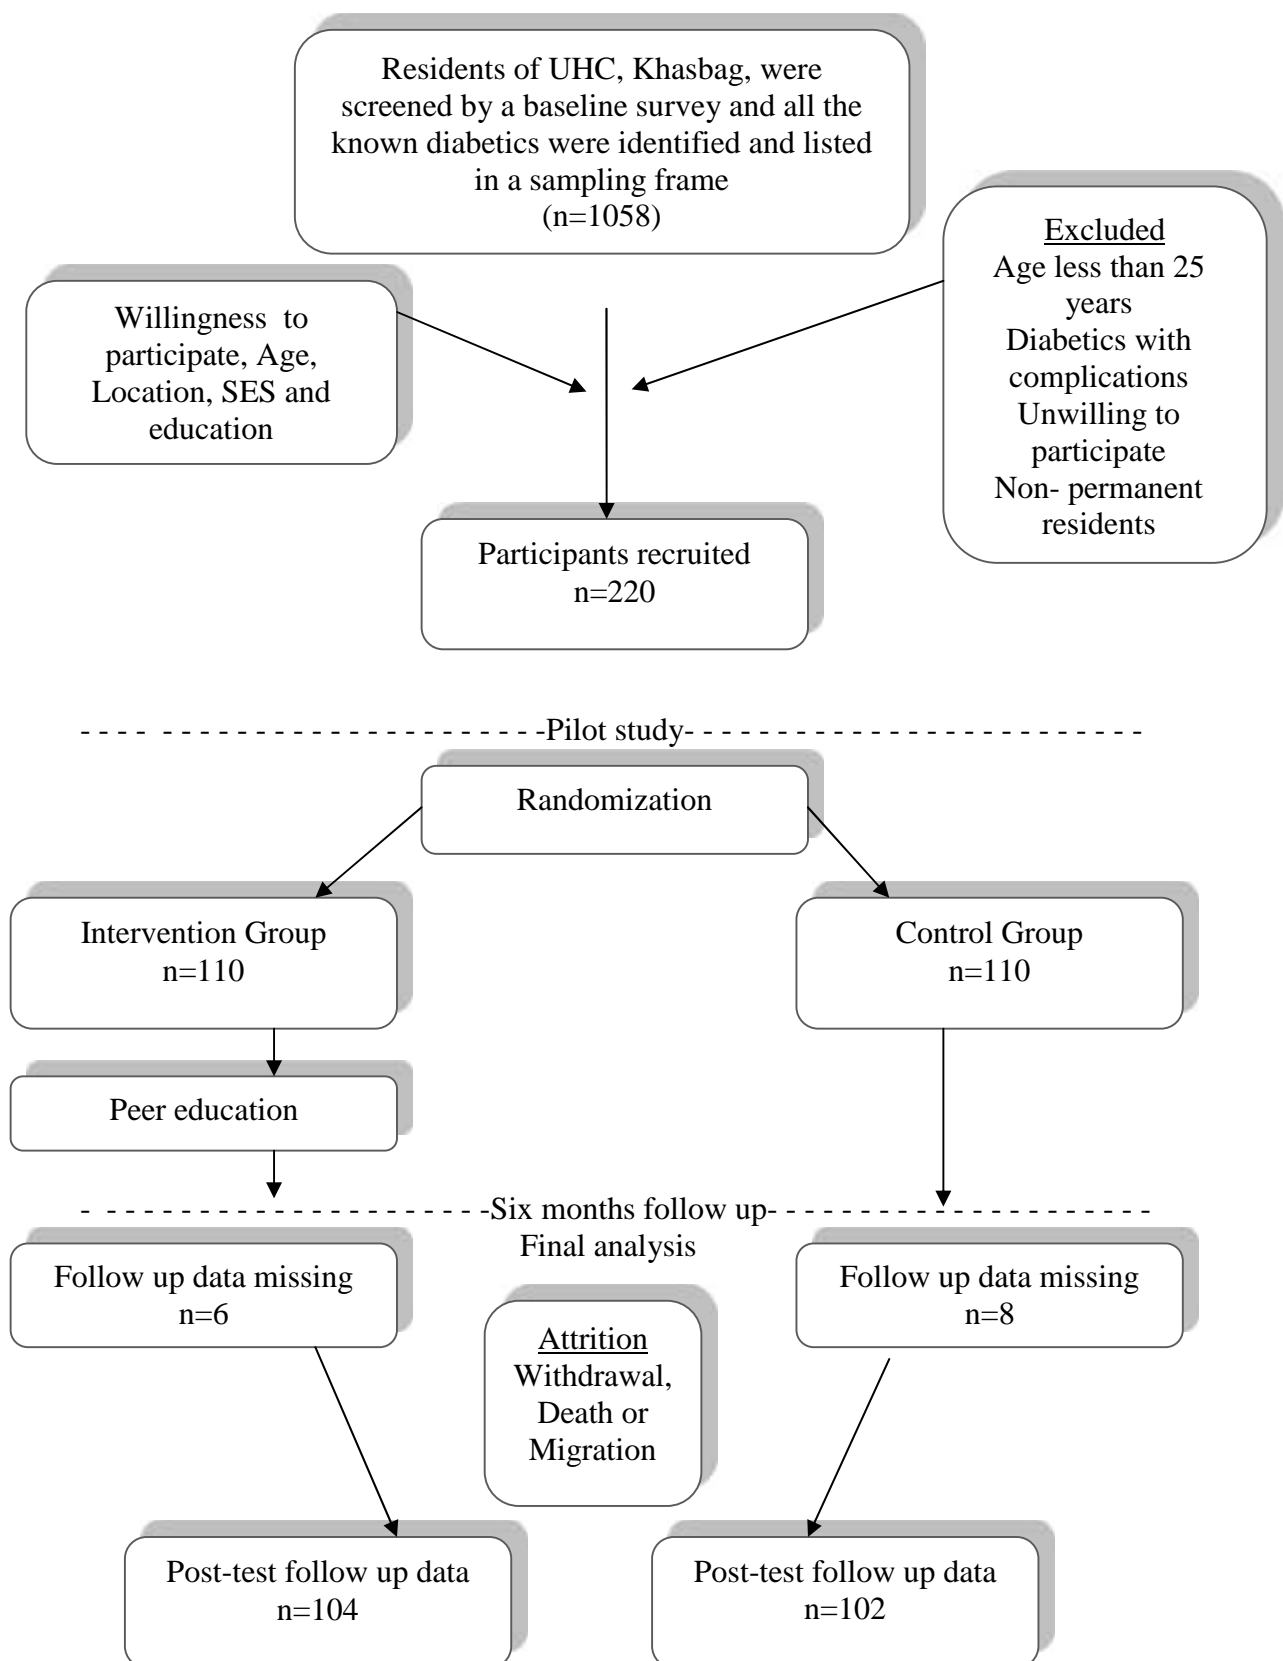 Residents of UHC, Khasbag, were
screened by a baseline survey and all the
known diabetics were identified and listed
in a sampling frame
(n=1058)
Willingness to
participate, Age,
Location, SES and
education
Excluded
Age less than 25
years
Diabetics with
complications
Unwilling to
participate
Non- permanent
residents
Participants recruited
n=220
- - - - - - - - - - - - - - - - - - - - - - - -Pilot study- - - - - - - - - - - - - - - - - - - - - - - - -
Randomization
Intervention Group
n=110
Control Group
n=110
Peer education
- - - - - - - - - - - - - - - - - - - - - -Six months follow up- - - - - - - - - - - - - - - - - - - - -
Final analysis
Follow up data missing
n=6
Follow up data missing
n=8
Attrition
Withdrawal,
Death or
Migration
Post-test follow up data
n=104
Post-test follow up data
n=102